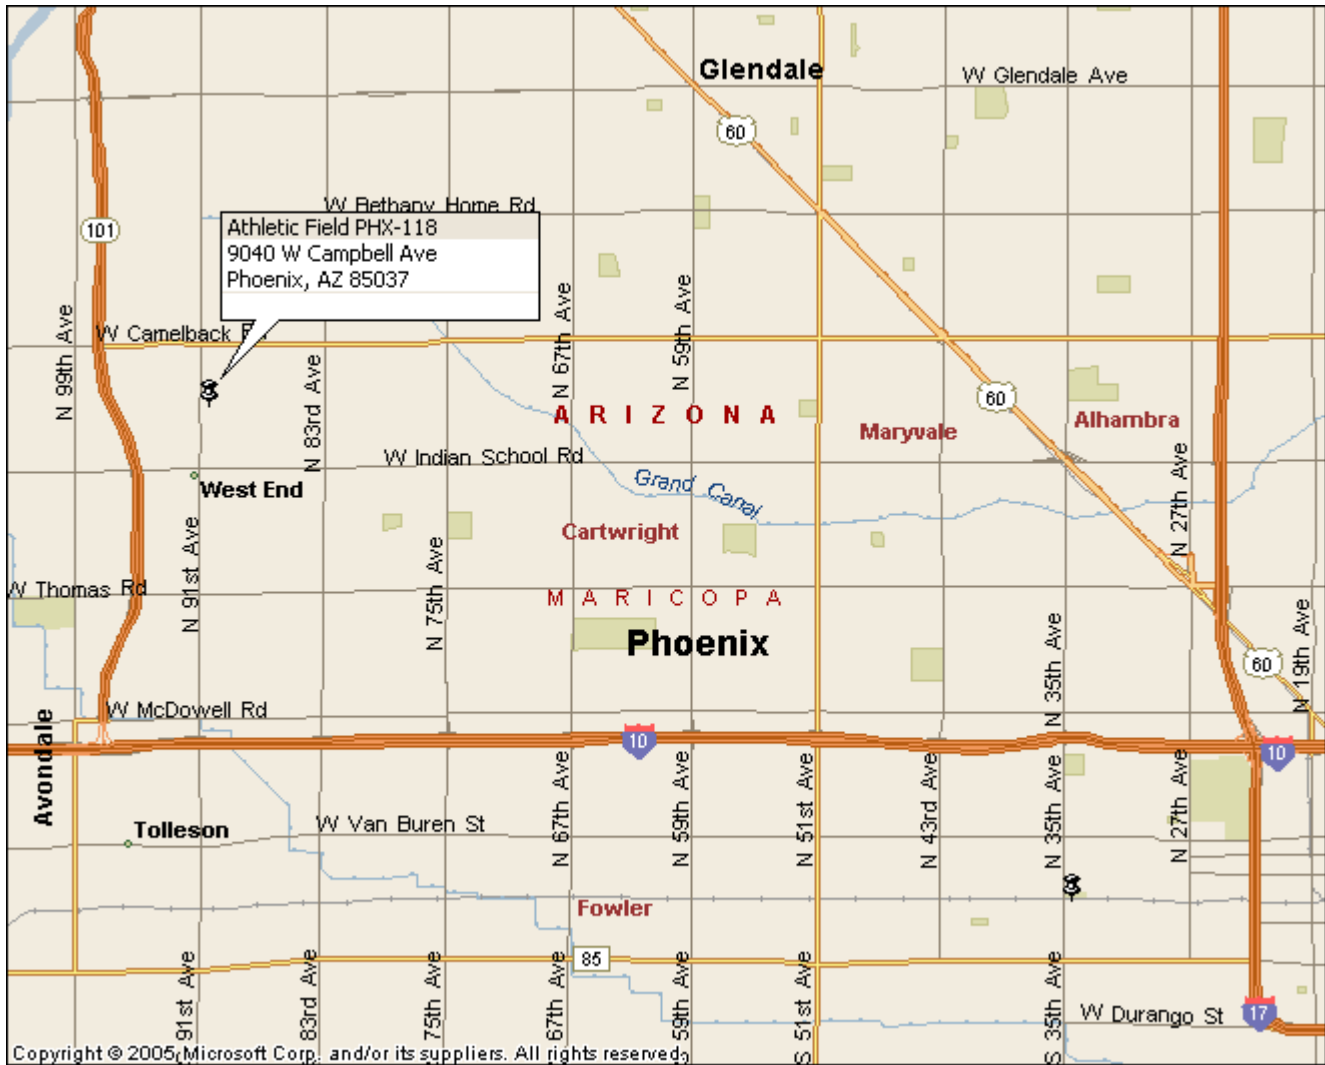 Glendale
W Glendale Ave
60
W Bethany Home Rd
Athletic Field PHX-118
9040 W Campbell Ave
Phoenix, AZ 85037
101
N 99th Ave
W Camelback
N 83rd Ave
N 67th Ave
N 59th Ave
60
ARIZONA
Maryvale
Alhambra
W Indian School Rd
West End
Grand Canal
N 27th Ave
Cartwright
N 91st Ave
N 75th Ave
W Thomas Rd
MARICOPA
Phoenix
N 35th Ave
60
N 19th Ave
W McDowell Rd
Avondale
10
10
Tolleson
W Van Buren St
N 67th Ave
N 59th Ave
N 51st Ave
N 43rd Ave
N 35th Ave
N 27th Ave
Fowler
85
91st Ave
83rd Ave
75th Ave
67th Ave
59th Ave
S 51st Ave
S 35th Ave
W Durango St
17
Copyright © 2005 Microsoft Corp. and/or its suppliers. All rights reserved.